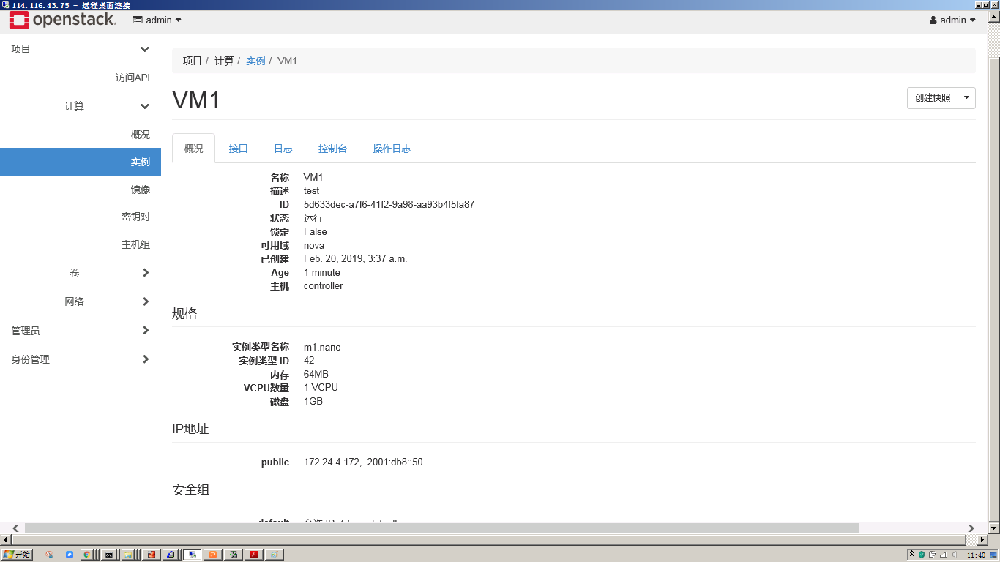 114.116.43.75 - 远程桌面连接
openstack. admin admin
项目
访问API
计算
概况
实例
镜像
密钥对
主机组
卷
网络
管理员
身份管理
项目 / 计算 / 实例 / VM1
VM1
创建快照
概况 接口 日志 控制台 操作日志
名称 VM1
描述 test
ID 5d633dec-a7f6-41f2-9a98-aa93b4f5fa87
状态 运行
锁定 False
可用域 nova
已创建 Feb. 20, 2019, 3:37 a.m.
Age 1 minute
主机 controller
规格
实例类型名称 m1.nano
实例类型 ID 42
内存 64MB
VCPU数量 1 VCPU
磁盘 1GB
IP地址
public 172.24.4.172, 2001:db8::50
安全组
default 允许 IPv4 from default
开始
11:40